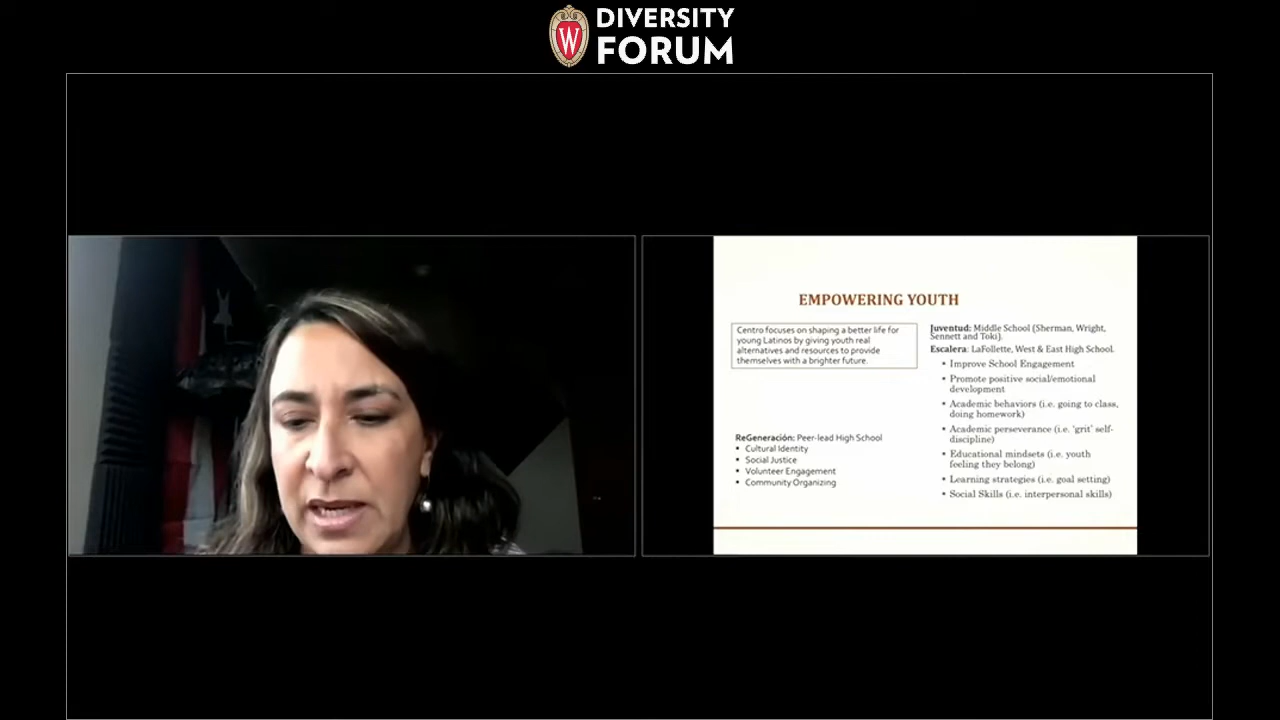 DIVERSITY
FORUM
W
EMPOWERING YOUTH
Centro focuses on shaping a better life for
young Latinos by giving youth real
alternatives and resources to provide
themselves with a brighter future.
ReGeneración: Peer-lead High School
• Cultural Identity
• Social Justice
• Volunteer Engagement
• Community Organizing
Juventud: Middle School (Sherman, Wright,
Sennett and Toki).
Escalera: LaFollette, West & East High School.
• Improve School Engagement
• Promote positive social/emotional
development
• Academic behaviors (i.e. going to class,
doing homework)
• Academic perseverance (i.e. ‘grit’ self-
discipline)
• Educational mindsets (i.e. youth
feeling they belong)
• Learning strategies (i.e. goal setting)
• Social Skills (i.e. interpersonal skills)